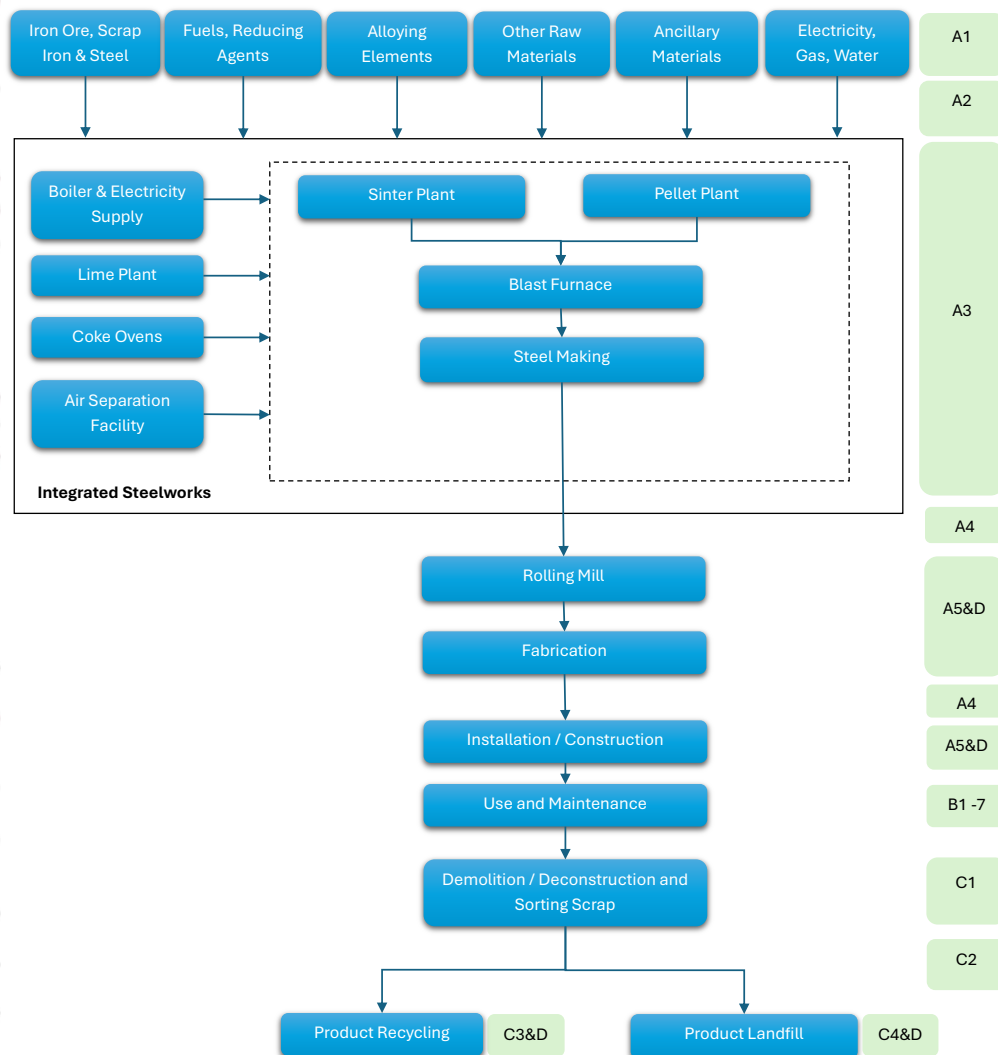 Iron Ore, Scrap
Iron & Steel
Fuels, Reducing
Agents
Alloying
Elements
Other Raw
Materials
Ancillary
Materials
Electricity,
Gas, Water
A1
A2
Boiler & Electricity
Supply
Sinter Plant
Pellet Plant
Lime Plant
Blast Furnace
A3
Coke Ovens
Steel Making
Air Separation
Facility
Integrated Steelworks
A4
Rolling Mill
A5&D
Fabrication
A4
Installation / Construction
A5&D
Use and Maintenance
B1 -7
Demolition / Deconstruction and
Sorting Scrap
C1
C2
Product Recycling
C3&D
Product Landfill
C4&D